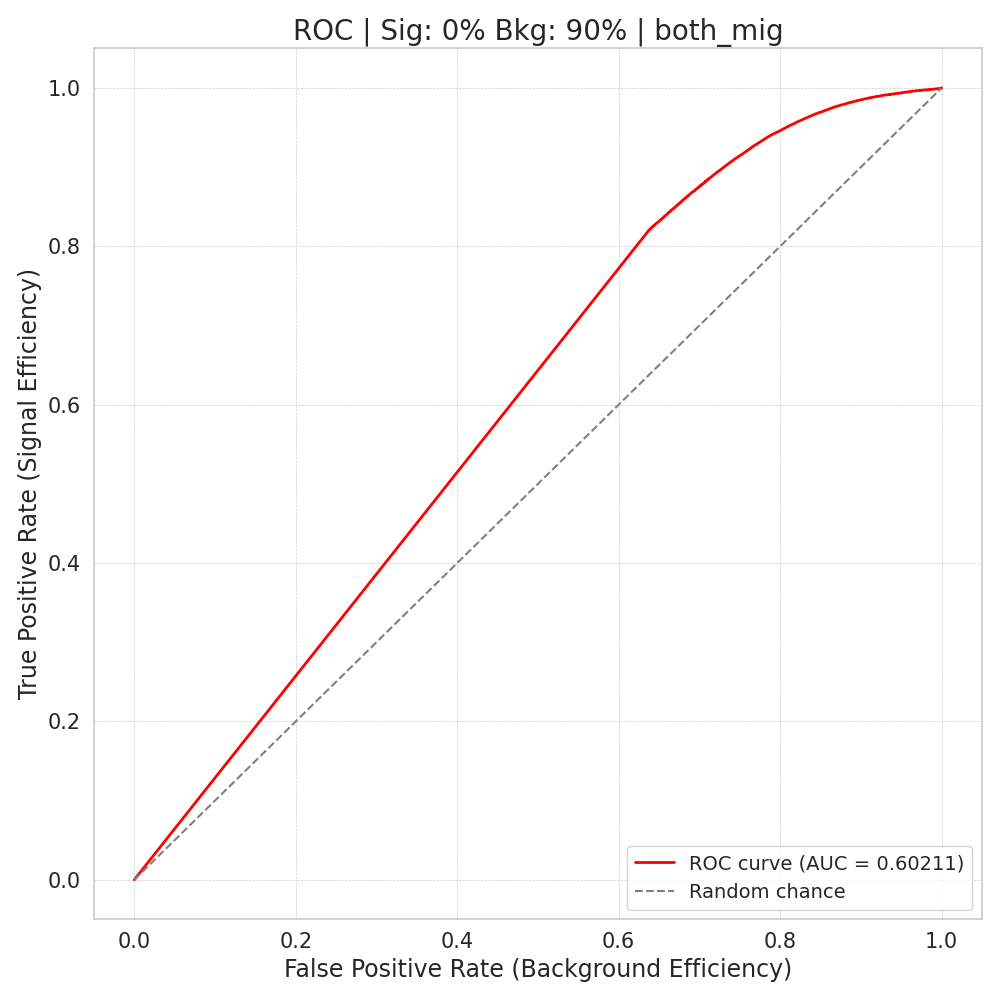 ROC | Sig: 0% Bkg: 90% | both_mig
True Positive Rate (Signal Efficiency)
1.0
0.8
0.6
0.4
0.2
0.0
ROC curve (AUC = 0.60211)
Random chance
0.0 0.2 0.4 0.6 0.8 1.0
False Positive Rate (Background Efficiency)